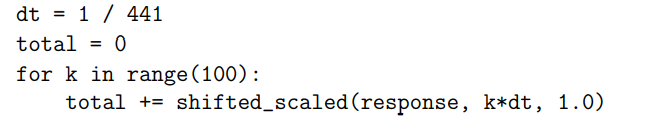 dt = 1 / 441
total = 0
for k in range(100):
    total += shifted_scaled(response, k*dt, 1.0)